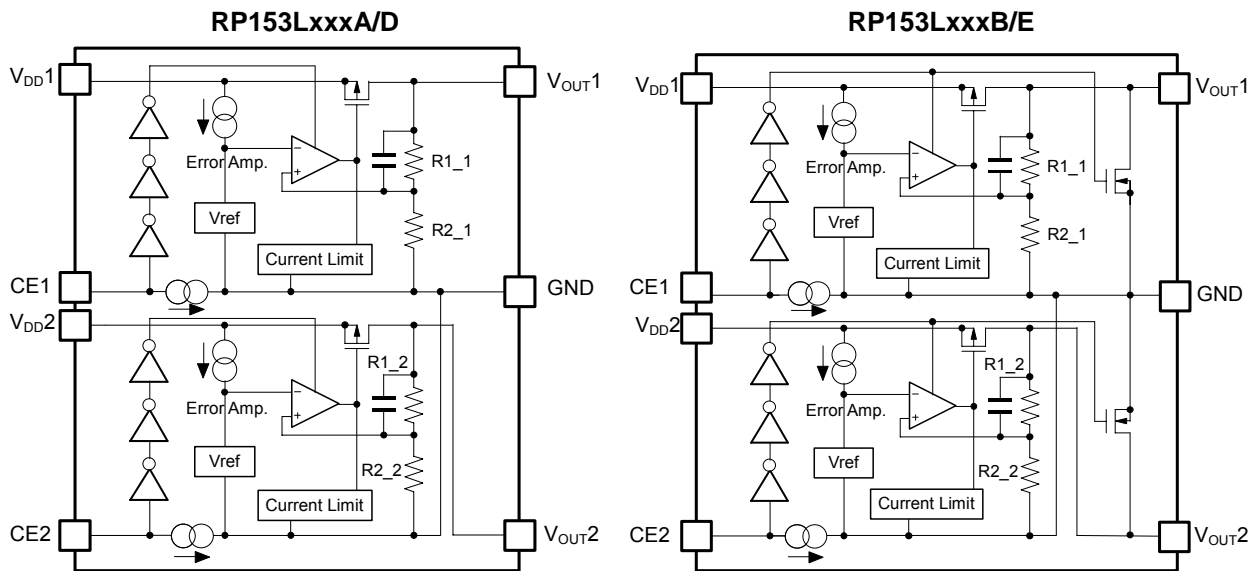 RP153LxxxA/D
VDD1
VOUT1
Error Amp.
R1_1
Vref
R2_1
Current Limit
CE1
GND
VDD2
R1_2
Error Amp.
Vref
R2_2
Current Limit
CE2
VOUT2
RP153LxxxB/E
VDD1
VOUT1
Error Amp.
R1_1
Vref
R2_1
Current Limit
CE1
GND
VDD2
R1_2
Error Amp.
Vref
R2_2
Current Limit
CE2
VOUT2